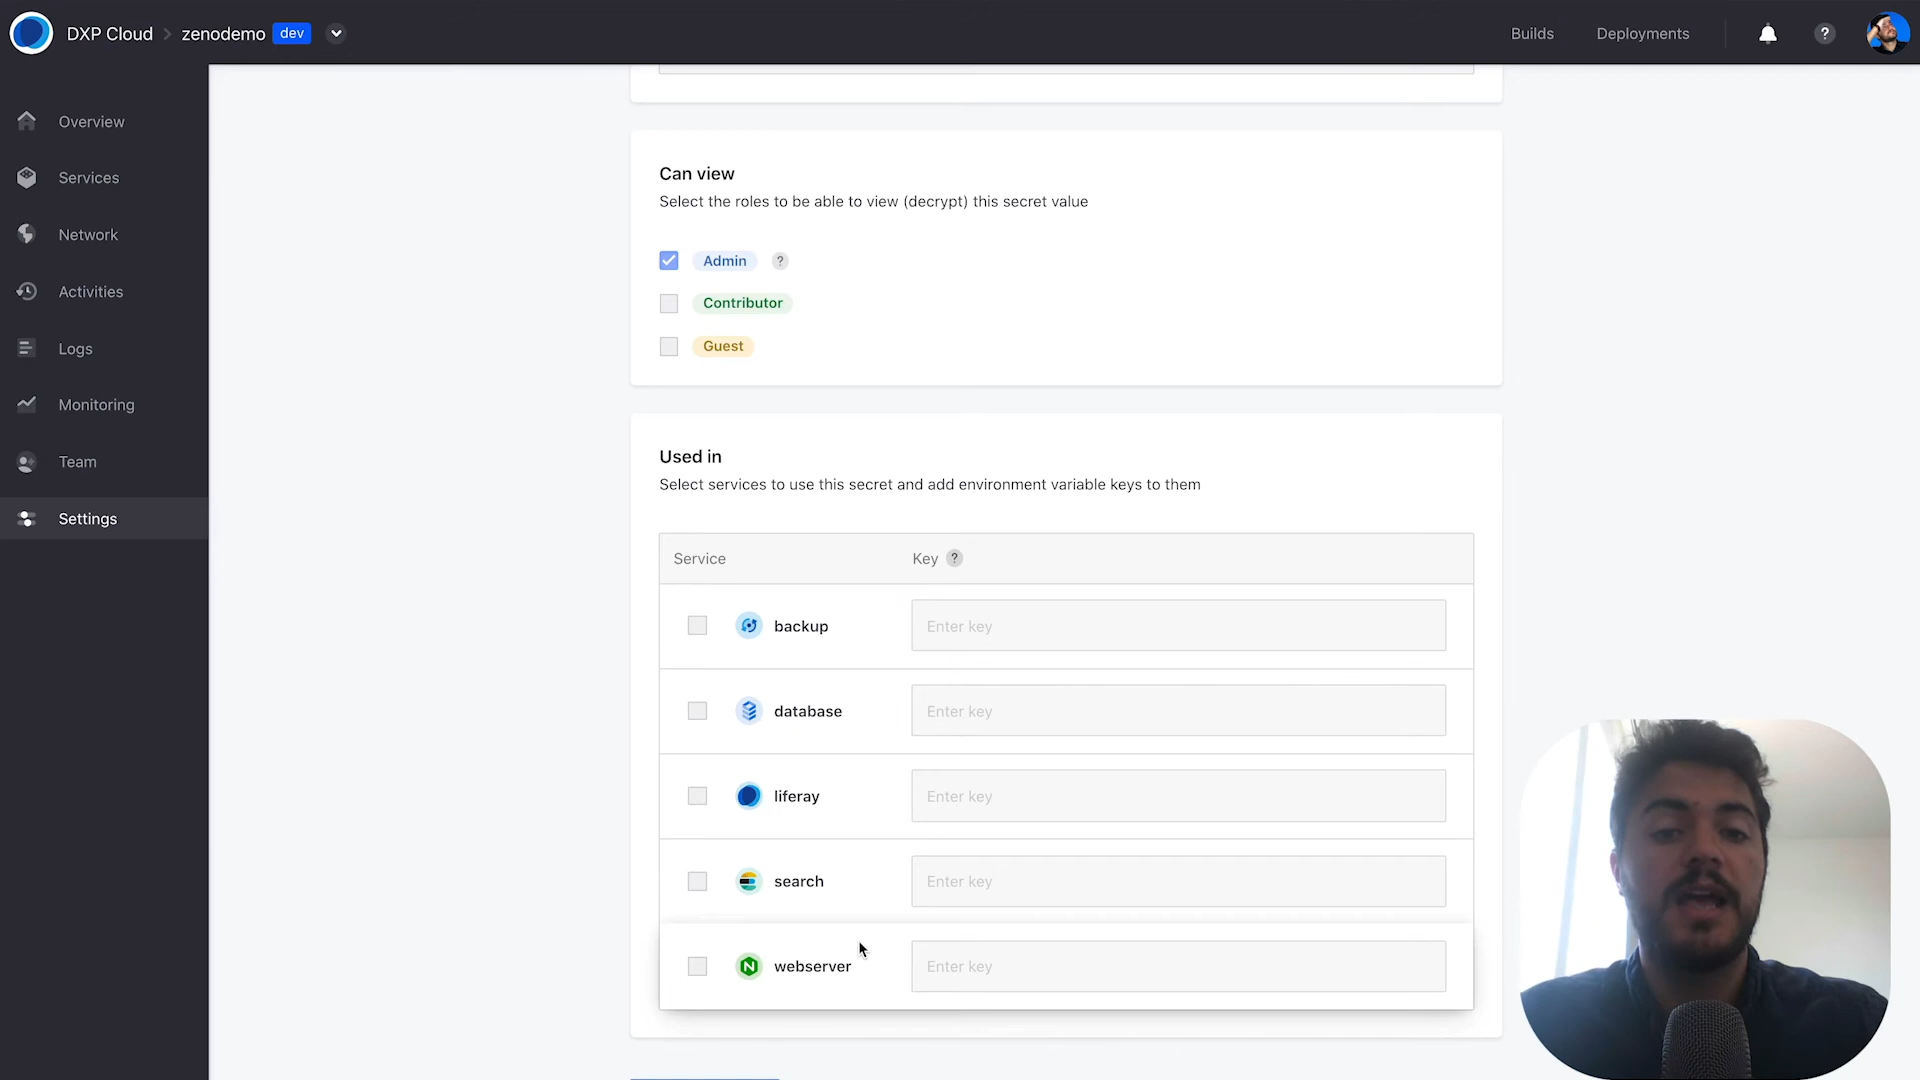 DXP Cloud > zenodemo dev
Builds
Deployments
?
Overview
Services
Network
Activities
Logs
Monitoring
Team
Settings
Can view
Select the roles to be able to view (decrypt) this secret value
Admin ?
Contributor
Guest
Used in
Select services to use this secret and add environment variable keys to them
Service Key ?
backup Enter key
database Enter key
liferay Enter key
search Enter key
N webserver Enter key